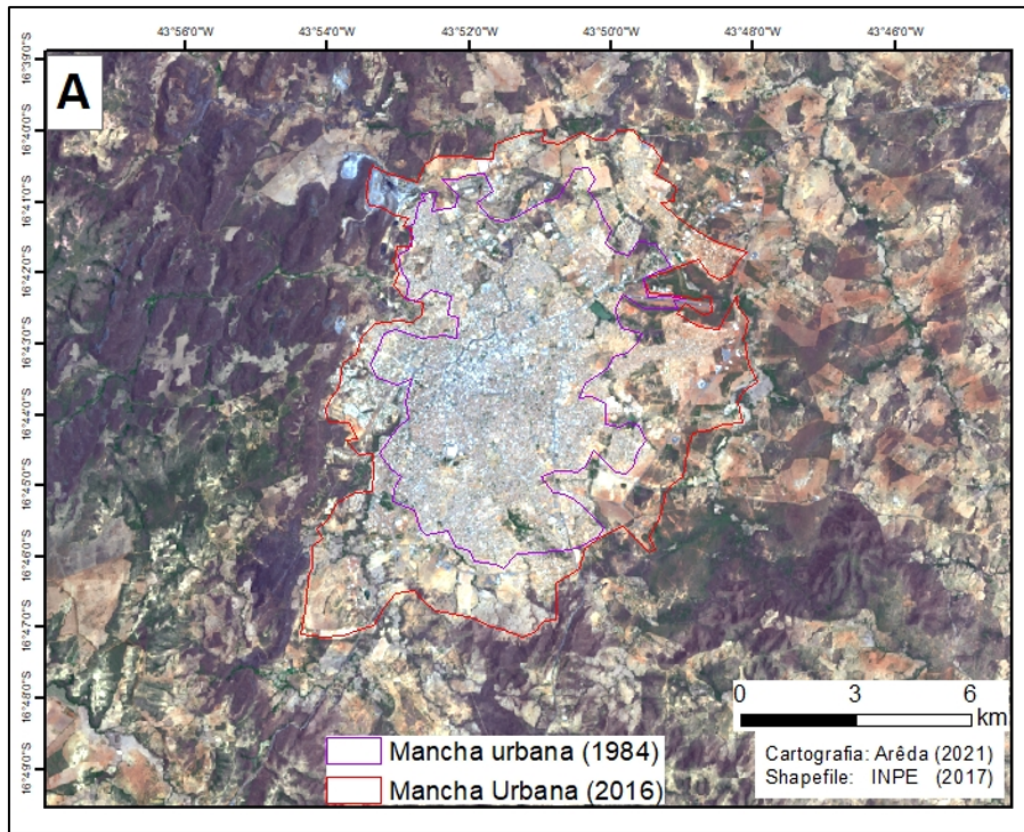 43°56'0"W 43°54'0"W 43°52'0"W 43°50'0"W 43°48'0"W 43°46'0"W
A
16°39'0"S
16°40'0"S
16°41'0"S
16°42'0"S
16°43'0"S
16°44'0"S
16°45'0"S
16°46'0"S
16°47'0"S
16°48'0"S
16°49'0"S
0 3 6
km
Mancha urbana (1984)
Mancha Urbana (2016)
Cartografia: Arêda (2021)
Shapefile: INPE (2017)